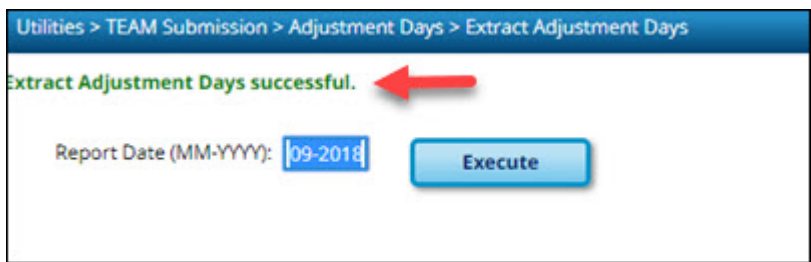 Utilities > TEAM Submission > Adjustment Days > Extract Adjustment Days
Extract Adjustment Days successful.
Report Date (MM-YYYY): 09-2018 Execute